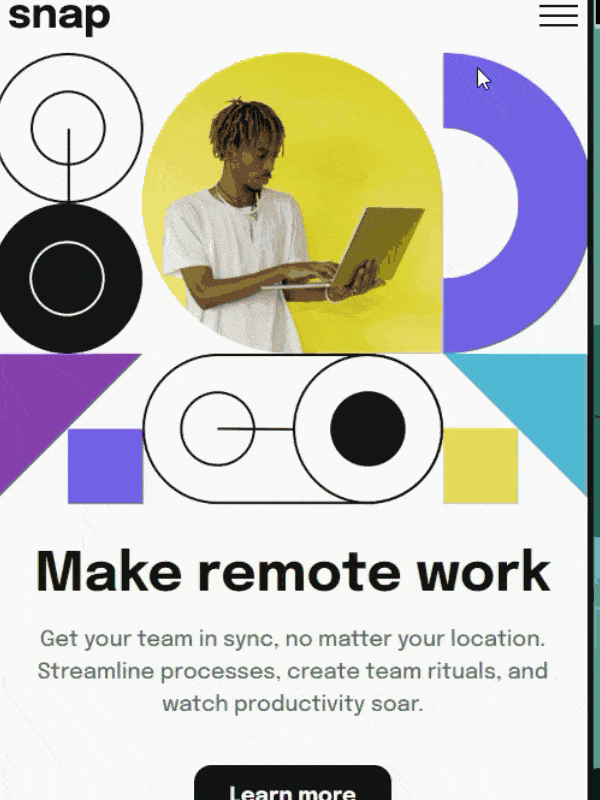 snap
Make remote work
Get your team in sync, no matter your location.
Streamline processes, create team rituals, and
watch productivity soar.
Learn more